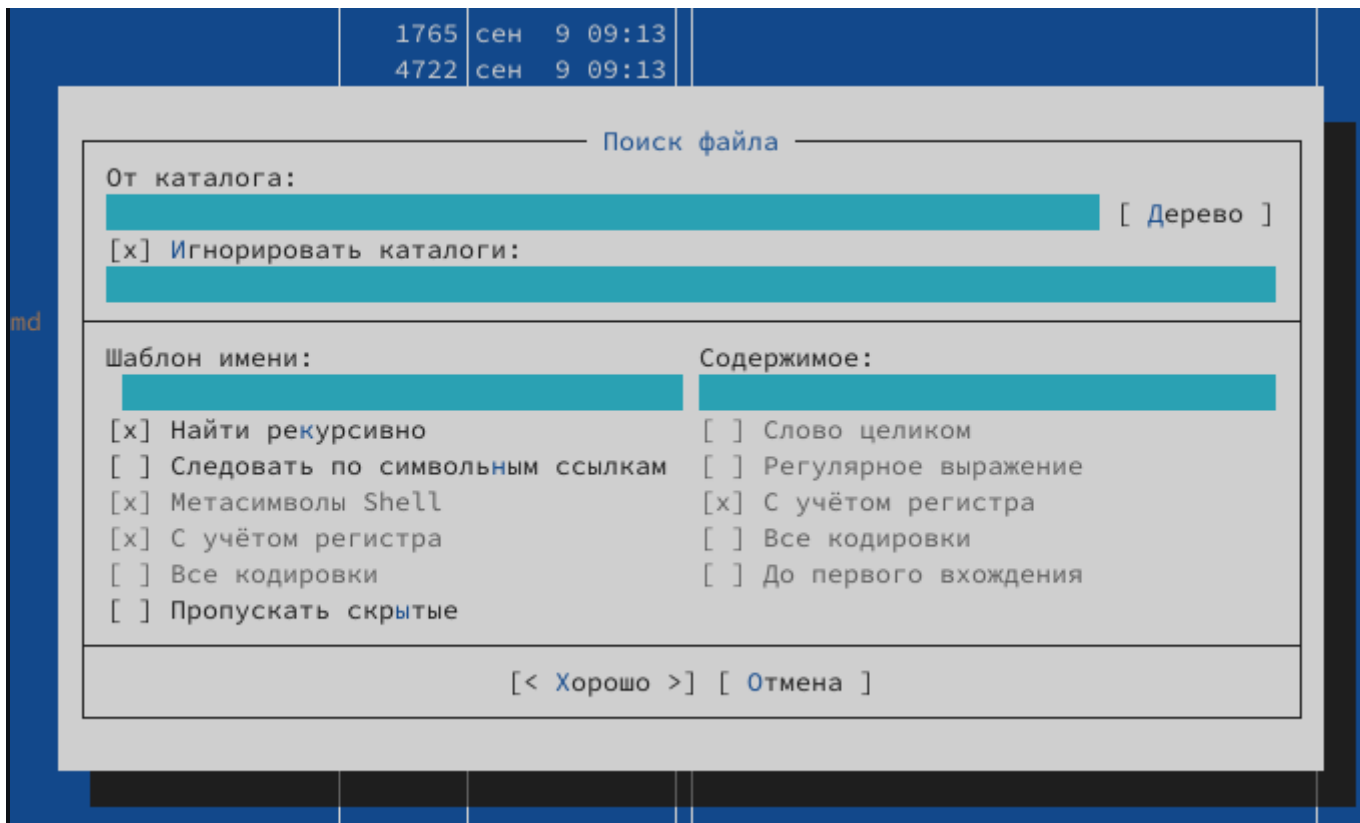 1765 сен 9 09:13
4722 сен 9 09:13
Поиск файла
От каталога:
[ Дерево ]
[x] Игнорировать каталоги:
md
Шаблон имени: Содержимое:
[x] Найти рекурсивно [ ] Слово целиком
[ ] Следовать по символьным ссылкам [ ] Регулярное выражение
[x] Метасимволы Shell [x] С учётом регистра
[x] С учётом регистра [ ] Все кодировки
[ ] Все кодировки [ ] До первого вхождения
[ ] Пропускать скрытые
[< Хорошо >] [ Отмена ]